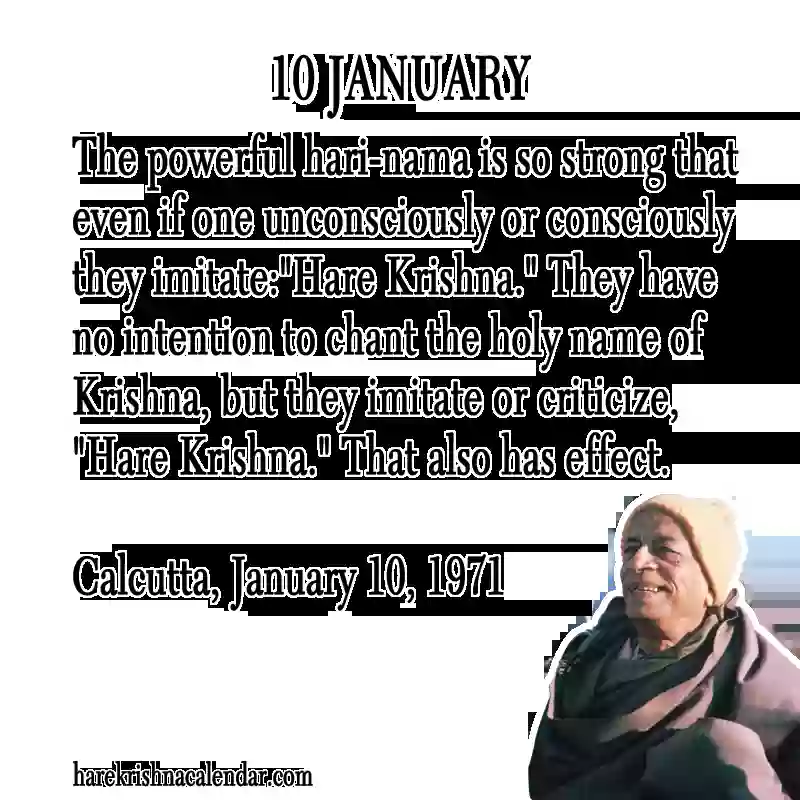 10 JANUARY
The powerful hari-nama is so strong that
even if one unconsciously or consciously
they imitate:"Hare Krishna." They have
no intention to chant the holy name of
Krishna, but they imitate or criticize,
"Hare Krishna." That also has effect.
Calcutta, January 10, 1971
harekrishnacalendar.com